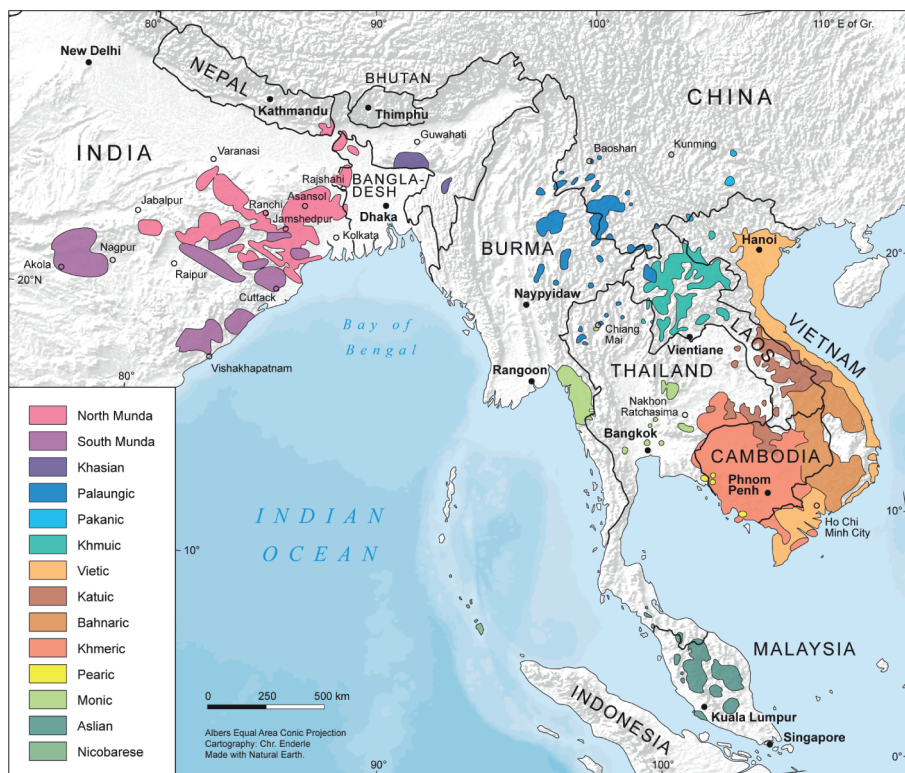 80°
90°
100°
110° E of Gr.
New Delhi
NEPAL
BHUTAN
Kathmandu
Thimphu
CHINA
INDIA
Varanasi
Guwahati
Baoshan
Kunming
Rajshahi
BANGLA-
DESH
Jabalpur
Ranchi
Asansol
Jamshedpur
Dhaka
Kolkata
BURMA
Hanoi
20°
Nagpur
Akola
20°N
Raipur
Cuttack
Naypyidaw
Bay of
Bengal
Chiang
Mai
LAOS
VIETNAM
Vientiane
Vishakhapatnam
80°
Rangoon
THAILAND
Nakhon
Ratchasima
Bangkok
CAMBODIA
Phnom
Penh
10°
Ho Chi
Minh City
INDIAN
OCEAN
10°
North Munda
South Munda
Khasian
Palaungic
Pakanic
Khmuic
Vietic
Katuic
Bahnaric
Khmeric
Pearic
Monic
Aslian
Nicobarese
MALAYSIA
0 250 500 km
Albers Equal Area Conic Projection
Cartography: Chr. Enderle
Made with Natural Earth.
INDONESIA
Kuala Lumpur
Singapore
90°
100°
0°